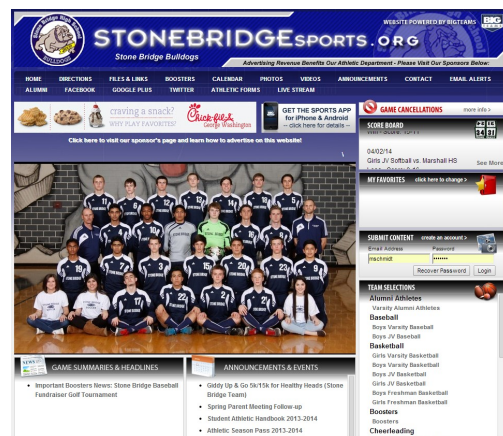 STONEBRIDGESPORTS.ORG
Stone Bridge Bulldogs
WEBSITE POWERED BY BIGTEAMS
BIG
Advertising Revenue Benefits Our Athletic Department - Please Visit Our Sponsors Below:
HOME DIRECTIONS FILES & LINKS BOOSTERS CALENDAR PHOTOS VIDEOS ANNOUNCEMENTS CONTACT EMAIL ALERTS
ALUMNI FACEBOOK GOOGLE PLUS TWITTER ATHLETIC FORMS LIVE STREAM
craving a snack?
WHY PLAY FAVORITES?
Chick-fil-A
George Washington
GET THE SPORTS APP
for iPhone & Android
-- click here for details --
Click here to visit our sponsor's page and learn how to advertise on this website!
GAME CANCELLATIONS more info >
SCORE BOARD
04/02/14
Girls JV Softball vs. Marshall HS
See More
MY FAVORITES click here to change >
SUBMIT CONTENT create an account >
Email Address Password
machmidt
Recover Password Login
TEAM SELECTIONS
Alumni Athletes
Varsity Alumni Athletes
Baseball
Boys Varsity Baseball
Boys JV Baseball
Basketball
Girls Varsity Basketball
Boys Varsity Basketball
Boys JV Basketball
Girls JV Basketball
Boys Freshman Basketball
Girls Freshman Basketball
Boosters
Boosters
Cheerleading
GAME SUMMARIES & HEADLINES
Important Boosters News: Stone Bridge Baseball
Fundraiser Golf Tournament
ANNOUNCEMENTS & EVENTS
Giddy Up & Go 5k/15k for Healthy Heads (Stone
Bridge Team)
Spring Parent Meeting Follow-up
Student Athletic Handbook 2013-2014
Athletic Season Pass 2013-2014